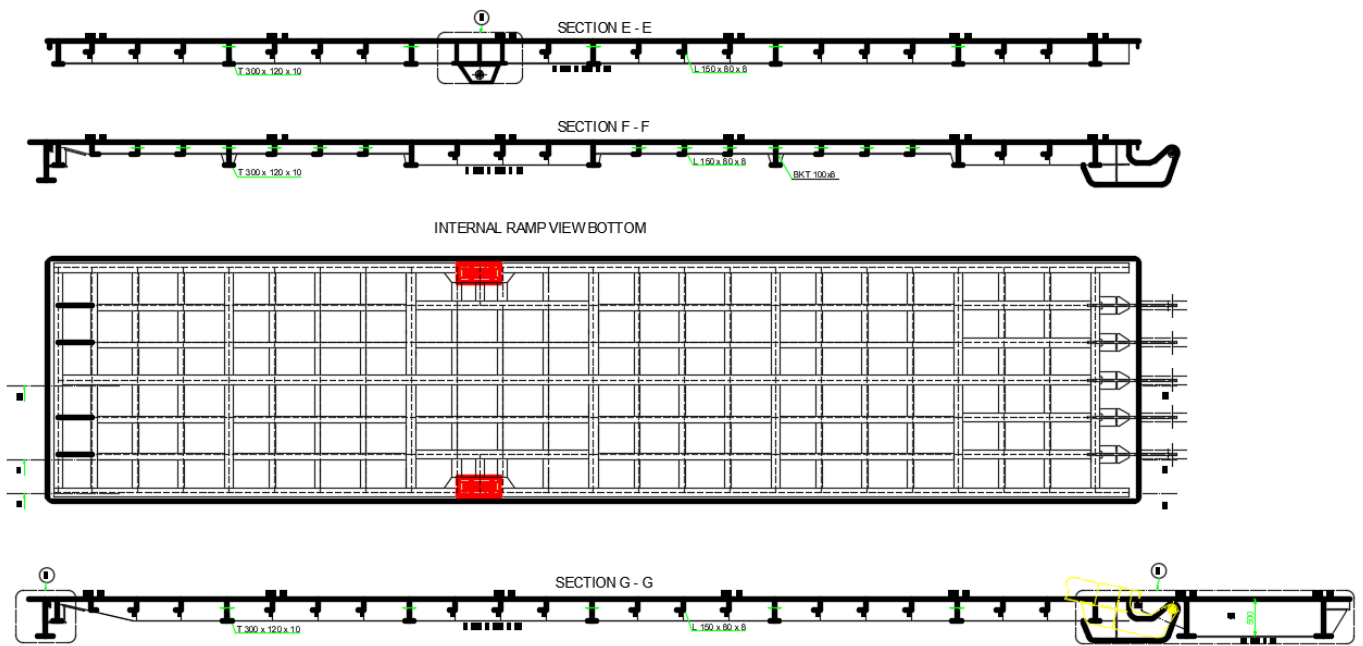 SECTION E - E
T 300 x 120 x 10
L 150 x 80 x 8
SECTION F - F
T 300 x 120 x 10
L 150 x 80 x 8
BKT 100x8
INTERNAL RAMP VIEW BOTTOM
SECTION G - G
T 300 x 120 x 10
L 150 x 80 x 8
500